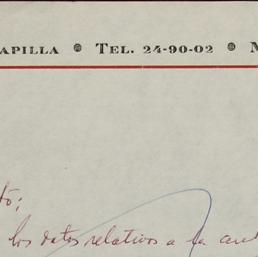 APILLA • TEL. 24-90-02 • M
to;
los datos relativos a la